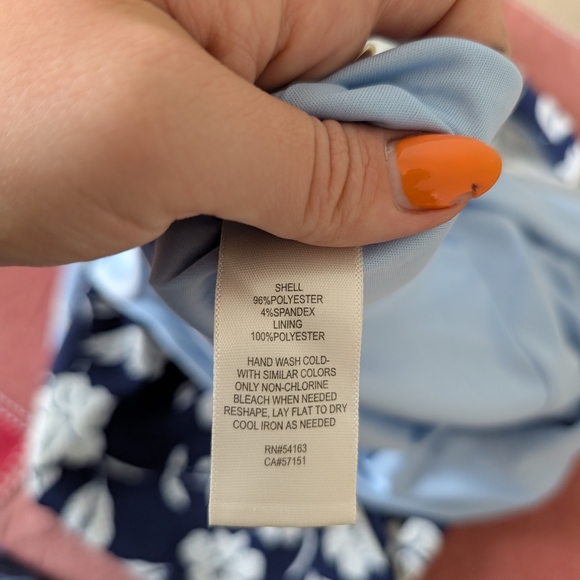 SHELL
96%POLYESTER
4%SPANDEX
LINING
100%POLYESTER
HAND WASH COLD-
WITH SIMILAR COLORS
ONLY NON-CHLORINE
BLEACH WHEN NEEDED
RESHAPE, LAY FLAT TO DRY
COOL IRON AS NEEDED
RN#54163
CA#57151